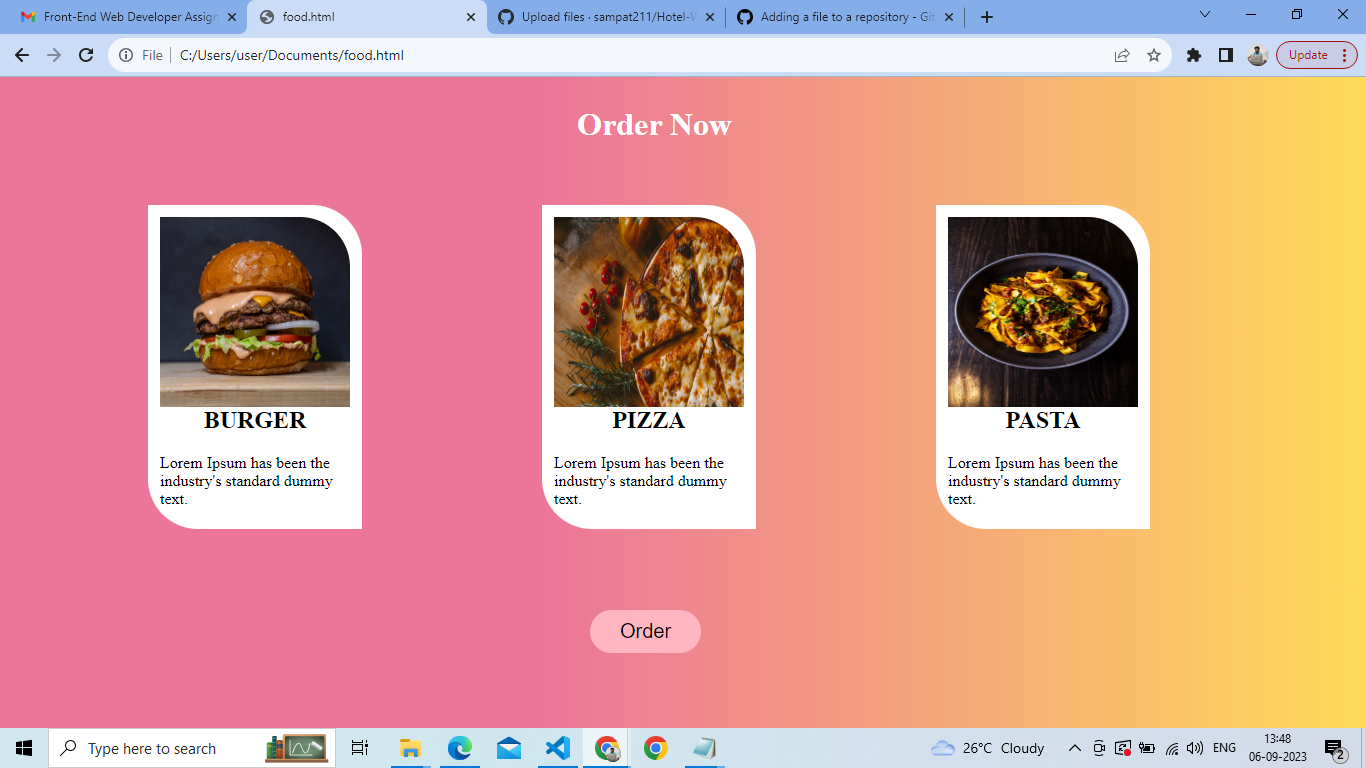 Front-End Web Developer Assign
food.html
Upload files · sampat211/Hotel-W
Adding a file to a repository - Git
File
C:/Users/user/Documents/food.html
Update
Order Now
BURGER
Lorem Ipsum has been the
industry's standard dummy
text.
PIZZA
Lorem Ipsum has been the
industry's standard dummy
text.
PASTA
Lorem Ipsum has been the
industry's standard dummy
text.
Order
Type here to search
26°C Cloudy
ENG
13:48
06-09-2023
2